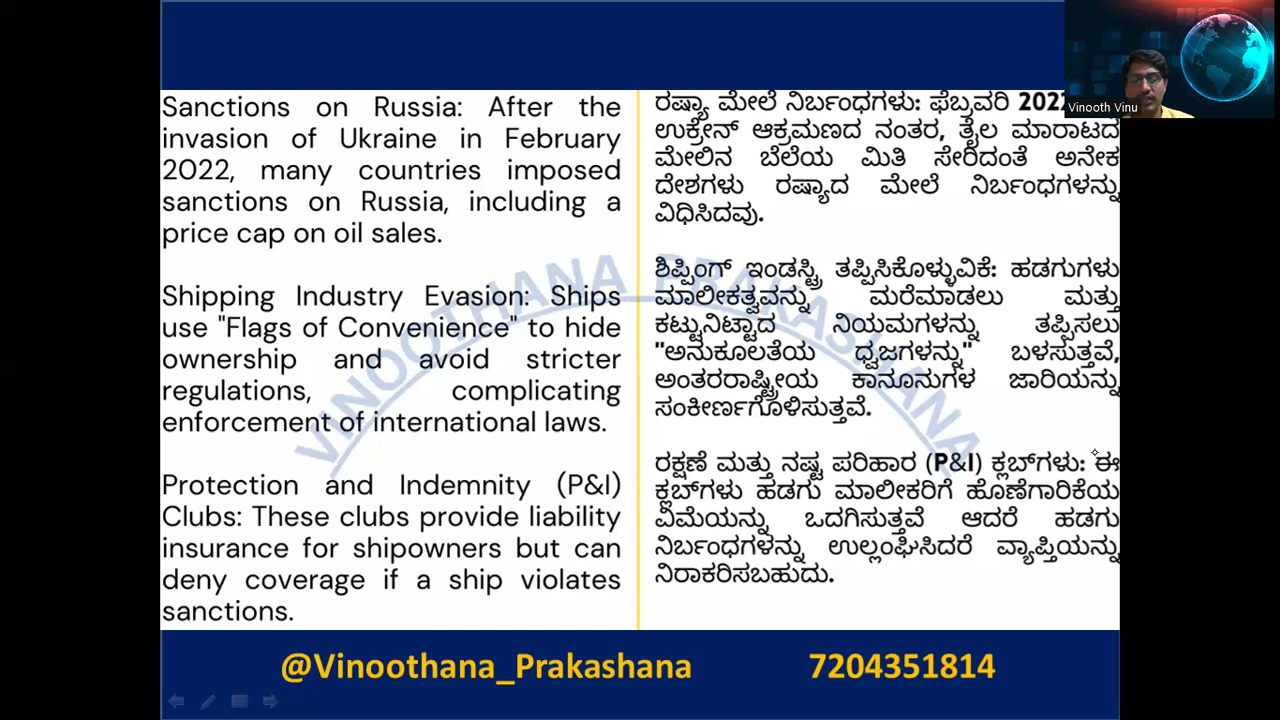 Vinooth Vinu
Sanctions on Russia: After the
invasion of Ukraine in February
2022, many countries imposed
sanctions on Russia, including a
price cap on oil sales.
Shipping Industry Evasion: Ships
use "Flags of Convenience" to hide
ownership and avoid stricter
regulations, complicating
enforcement of international laws.
Protection and Indemnity (P&I)
Clubs: These clubs provide liability
insurance for shipowners but can
deny coverage if a ship violates
sanctions.
ರಷ್ಯಾ ಮೇಲೆ ನಿರ್ಬಂಧಗಳು: ಫೆಬ್ರವರಿ 2022
ಉಕ್ರೇನ್ ಆಕ್ರಮಣದ ನಂತರ, ತೈಲ ಮಾರಾಟದ
ಮೇಲಿನ ಬೆಲೆಯ ಮಿತಿ ಸೇರಿದಂತೆ ಅನೇಕ
ದೇಶಗಳು ರಷ್ಯಾದ ಮೇಲೆ ನಿರ್ಬಂಧಗಳನ್ನು
ವಿಧಿಸಿದವು.
ಶಿಪ್ಪಿಂಗ್ ಇಂಡಸ್ಟ್ರಿ ತಪ್ಪಿಸಿಕೊಳ್ಳುವಿಕೆ: ಹಡಗುಗಳು
ಮಾಲೀಕತ್ವವನ್ನು ಮರೆಮಾಡಲು ಮತ್ತು
ಕಟ್ಟುನಿಟ್ಟಾದ ನಿಯಮಗಳನ್ನು ತಪ್ಪಿಸಲು
"ಅನುಕೂಲತೆಯ ಧ್ವಜಗಳನ್ನು" ಬಳಸುತ್ತವೆ,
ಅಂತರರಾಷ್ಟ್ರೀಯ ಕಾನೂನುಗಳ ಜಾರಿಯನ್ನು
ಸಂಕೀರ್ಣಗೊಳಿಸುತ್ತವೆ.
ರಕ್ಷಣೆ ಮತ್ತು ನಷ್ಟ ಪರಿಹಾರ (P&I) ಕ್ಲಬ್‌ಗಳು: ಈ
ಕ್ಲಬ್‌ಗಳು ಹಡಗು ಮಾಲೀಕರಿಗೆ ಹೊಣೆಗಾರಿಕೆಯ
ವಿಮೆಯನ್ನು ಒದಗಿಸುತ್ತವೆ ಆದರೆ ಹಡಗು
ನಿರ್ಬಂಧಗಳನ್ನು ಉಲ್ಲಂಘಿಸಿದರೆ ವ್ಯಾಪ್ತಿಯನ್ನು
ನಿರಾಕರಿಸಬಹುದು.
VINOOTHANA PRAKASHANA
@Vinoothana_Prakashana 7204351814